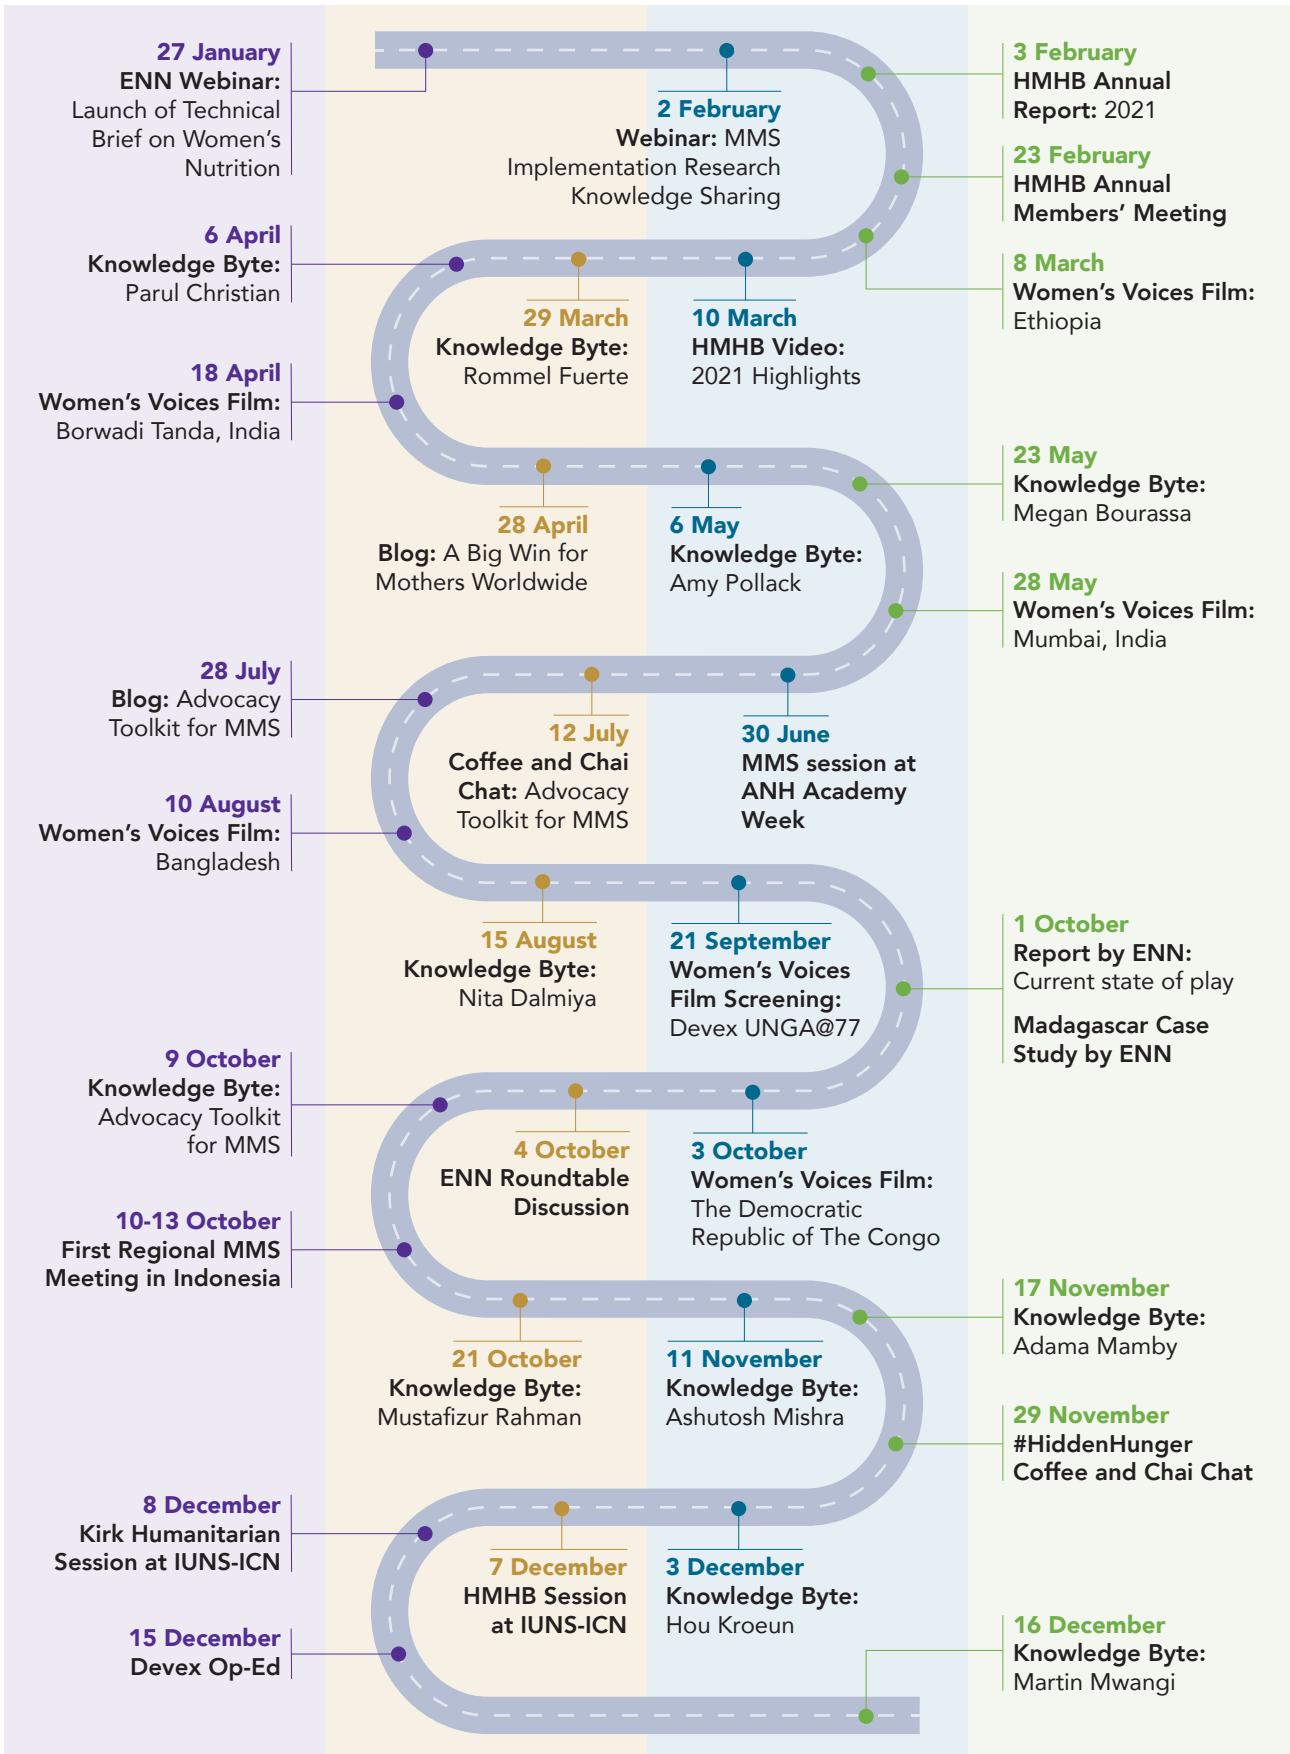 27 January
ENN Webinar:
Launch of Technical
Brief on Women's
Nutrition
2 February
Webinar: MMS
Implementation Research
Knowledge Sharing
3 February
HMHB Annual
Report: 2021
23 February
HMHB Annual
Members' Meeting
8 March
Women's Voices Film:
Ethiopia
10 March
HMHB Video:
2021 Highlights
29 March
Knowledge Byte:
Rommel Fuerte
6 April
Knowledge Byte:
Parul Christian
18 April
Women's Voices Film:
Borwadi Tanda, India
28 April
Blog: A Big Win for
Mothers Worldwide
6 May
Knowledge Byte:
Amy Pollack
23 May
Knowledge Byte:
Megan Bourassa
28 May
Women's Voices Film:
Mumbai, India
30 June
MMS session at
ANH Academy
Week
12 July
Coffee and Chai
Chat: Advocacy
Toolkit for MMS
28 July
Blog: Advocacy
Toolkit for MMS
10 August
Women's Voices Film:
Bangladesh
15 August
Knowledge Byte:
Nita Dalmiya
21 September
Women's Voices
Film Screening:
Devex UNGA@77
1 October
Report by ENN:
Current state of play
Madagascar Case
Study by ENN
3 October
Women's Voices Film:
The Democratic
Republic of The Congo
4 October
ENN Roundtable
Discussion
9 October
Knowledge Byte:
Advocacy Toolkit
for MMS
10-13 October
First Regional MMS
Meeting in Indonesia
21 October
Knowledge Byte:
Mustafizur Rahman
11 November
Knowledge Byte:
Ashutosh Mishra
17 November
Knowledge Byte:
Adama Mamby
29 November
#HiddenHunger
Coffee and Chai Chat
3 December
Knowledge Byte:
Hou Kroeun
7 December
HMHB Session
at IUNS-ICN
8 December
Kirk Humanitarian
Session at IUNS-ICN
15 December
Devex Op-Ed
16 December
Knowledge Byte:
Martin Mwangi